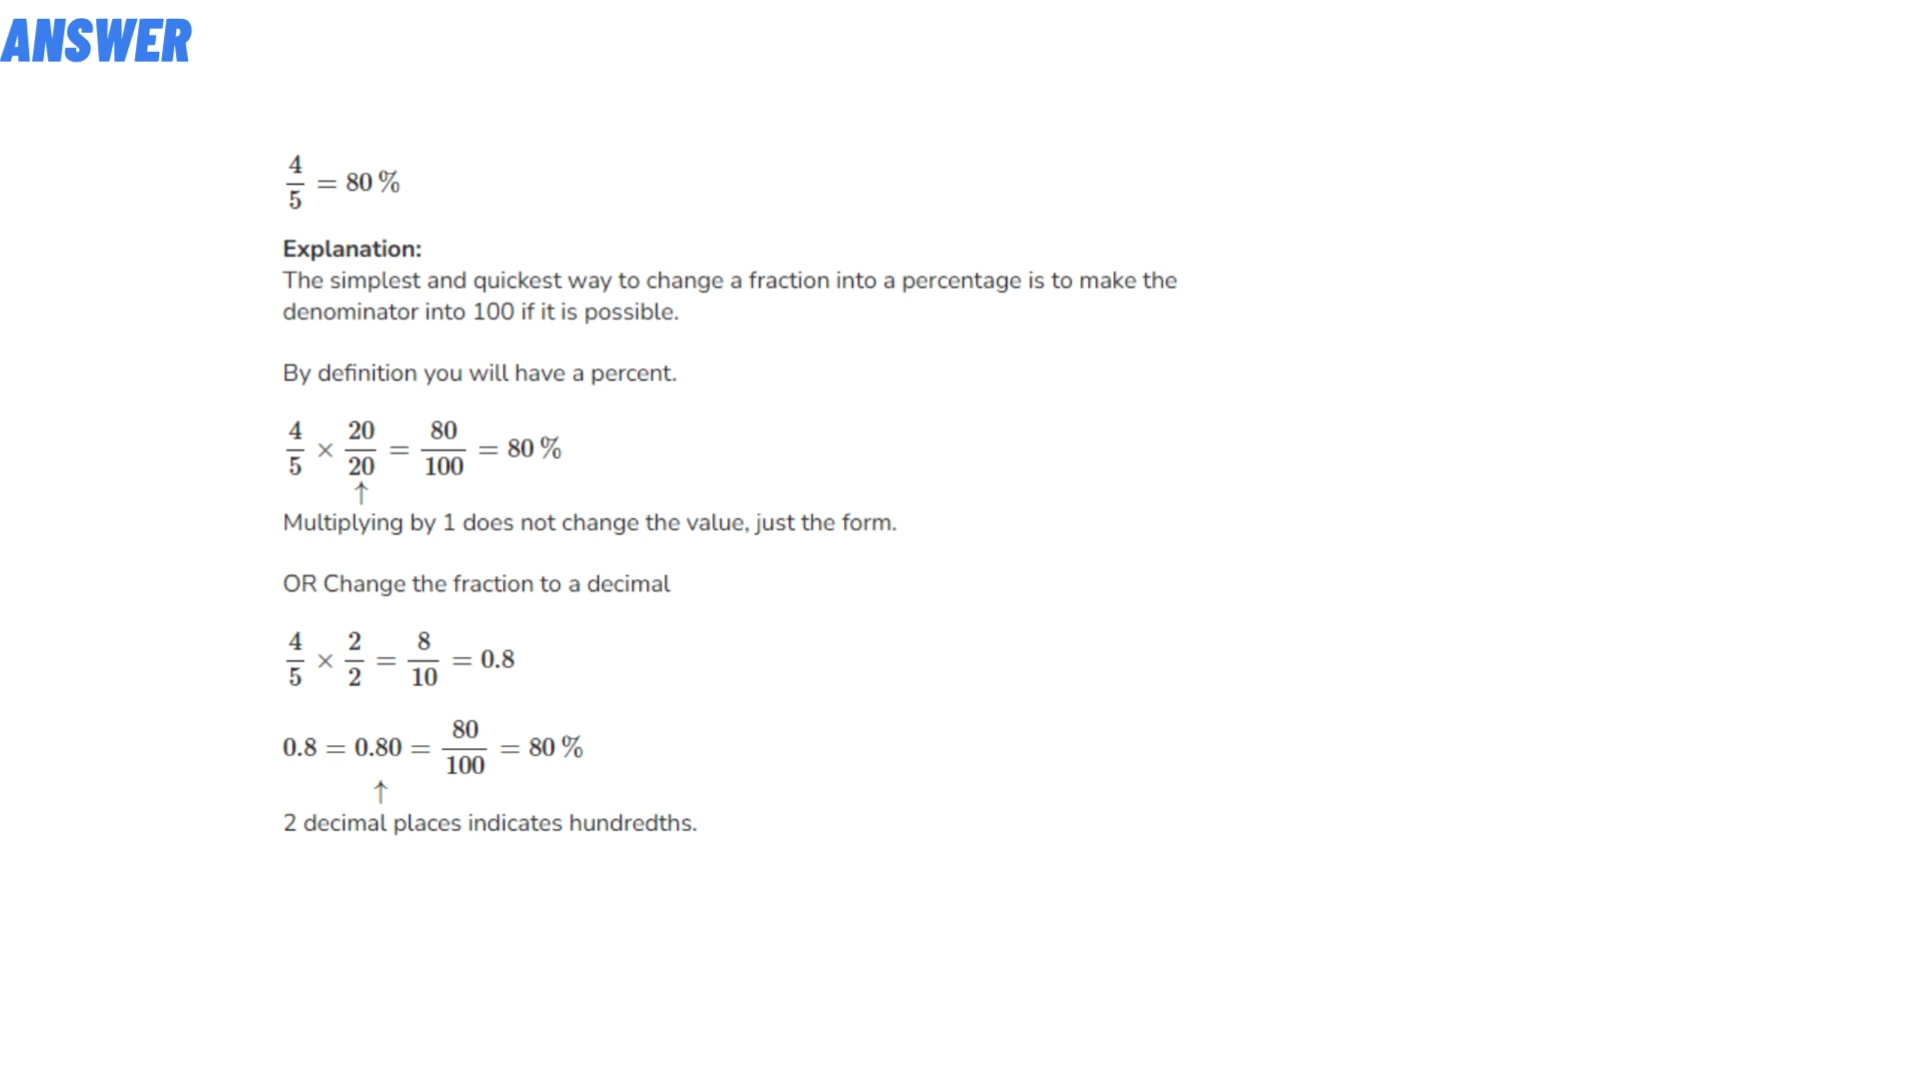 ANSWER
4/5 = 80 %
Explanation:
The simplest and quickest way to change a fraction into a percentage is to make the
denominator into 100 if it is possible.
By definition you will have a percent.
4/5 × 20/20 = 80/100 = 80 %
↑
Multiplying by 1 does not change the value, just the form.
OR Change the fraction to a decimal
4/5 × 2/2 = 8/10 = 0.8
0.8 = 0.80 = 80/100 = 80 %
↑
2 decimal places indicates hundredths.